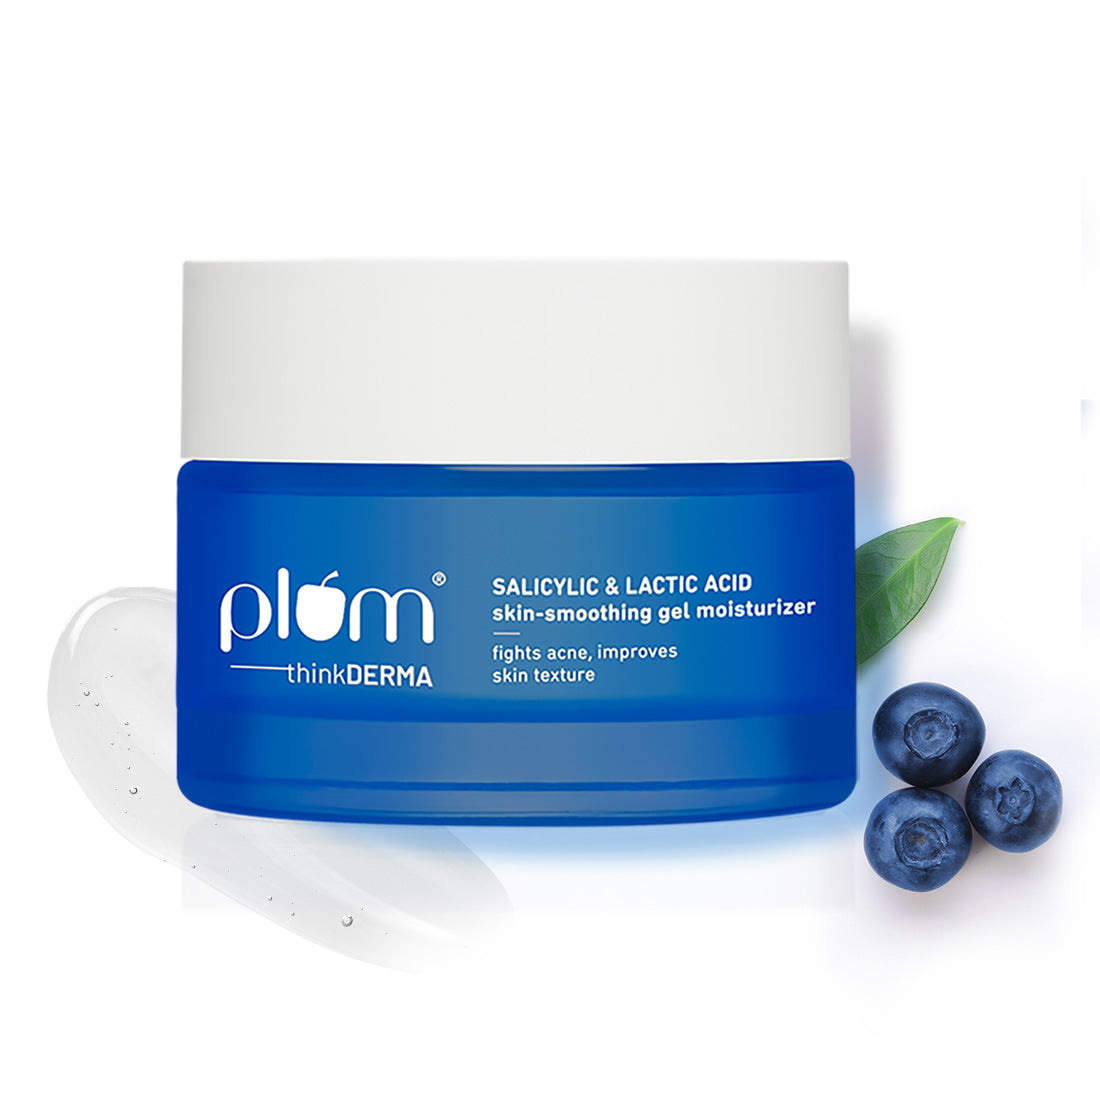 plum®
thinkDERMA
SALICYLIC & LACTIC ACID
skin-smoothing gel moisturizer
fights acne, improves
skin texture